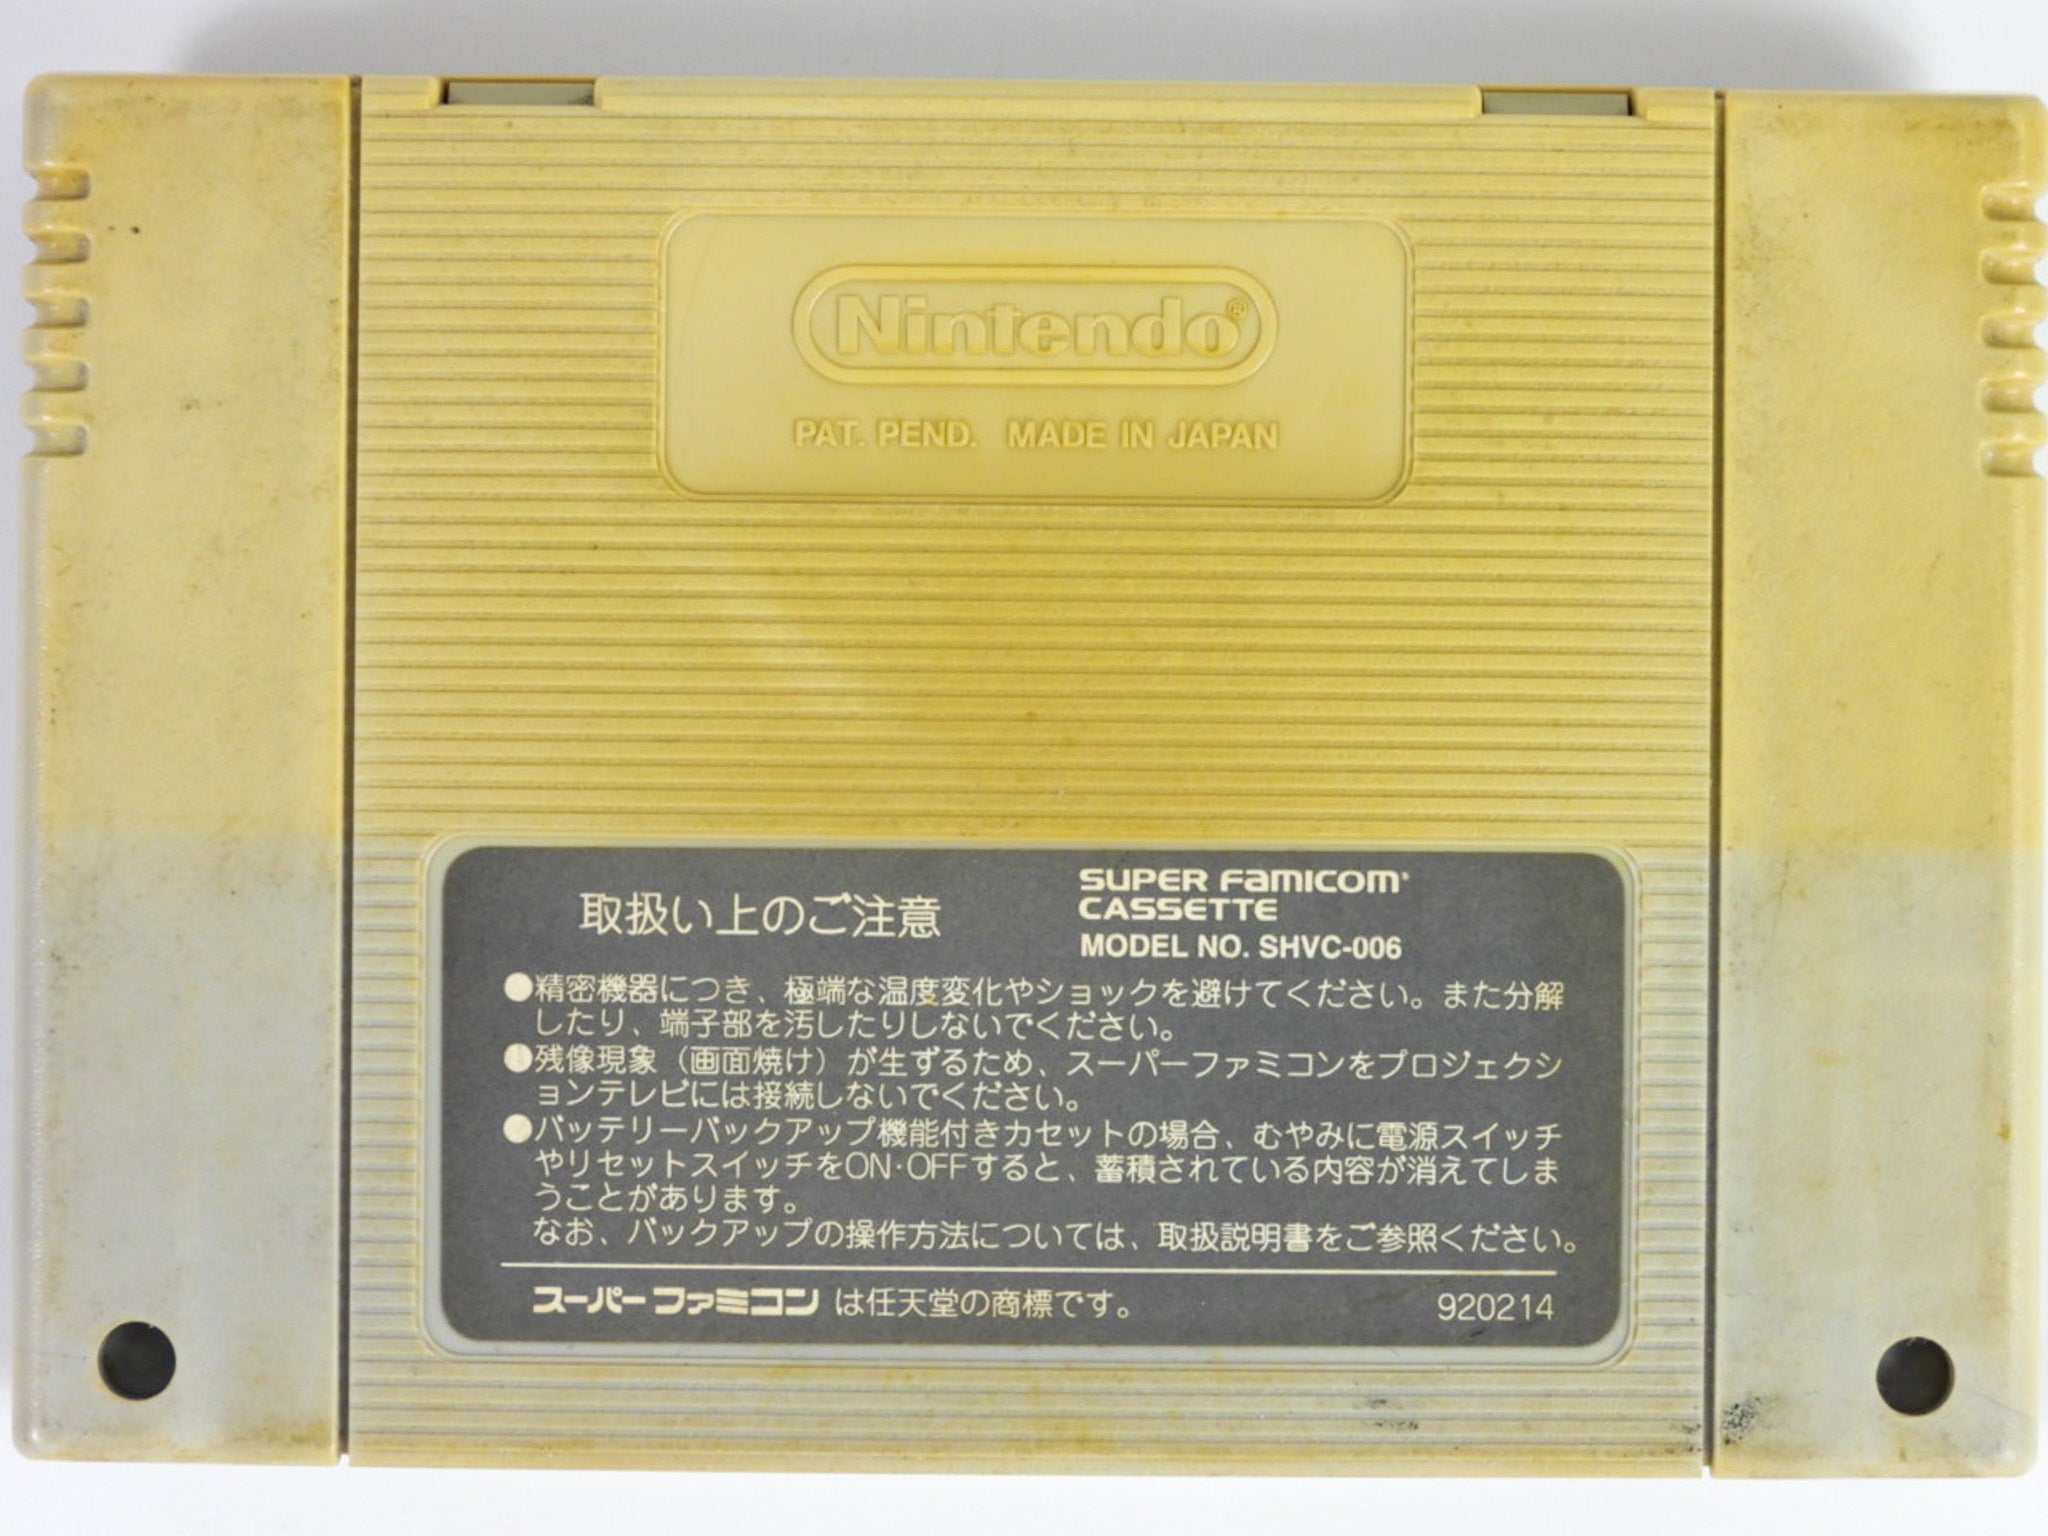 Nintendo®
PAT. PEND. MADE IN JAPAN
取扱い上のご注意
SUPER FAMICOM
CASSETTE
MODEL NO. SHVC-006
●精密機器につき、極端な温度変化やショックを避けてください。また分解
したり、端子部を汚したりしないでください。
●残像現象（画面焼け）が生ずるため、スーパーファミコンをプロジェクシ
ョンテレビには接続しないでください。
●バッテリーバックアップ機能付きカセットの場合、むやみに電源スイッチ
やリセットスイッチをON·OFFすると、蓄積されている内容が消えてしま
うことがあります。
なお、バックアップの操作方法については、取扱説明書をご参照ください。
スーパーファミコンは任天堂の商標です。
920214